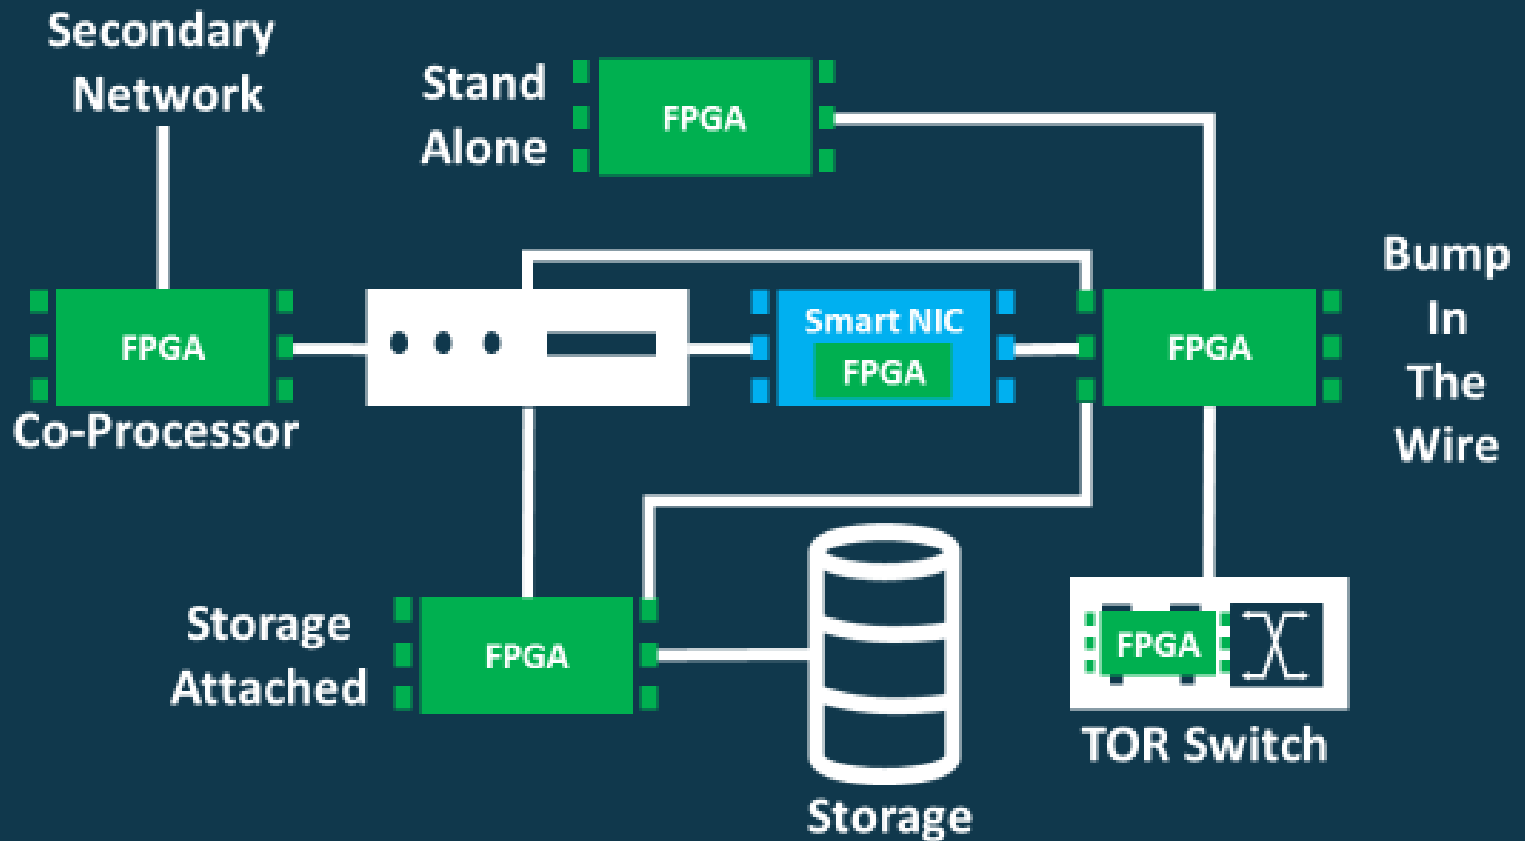 Secondary
Network
Stand
Alone
FPGA
Bump
In
The
Wire
FPGA
Co-Processor
Smart NIC
FPGA
FPGA
Storage
Attached
FPGA
Storage
FPGA
TOR Switch